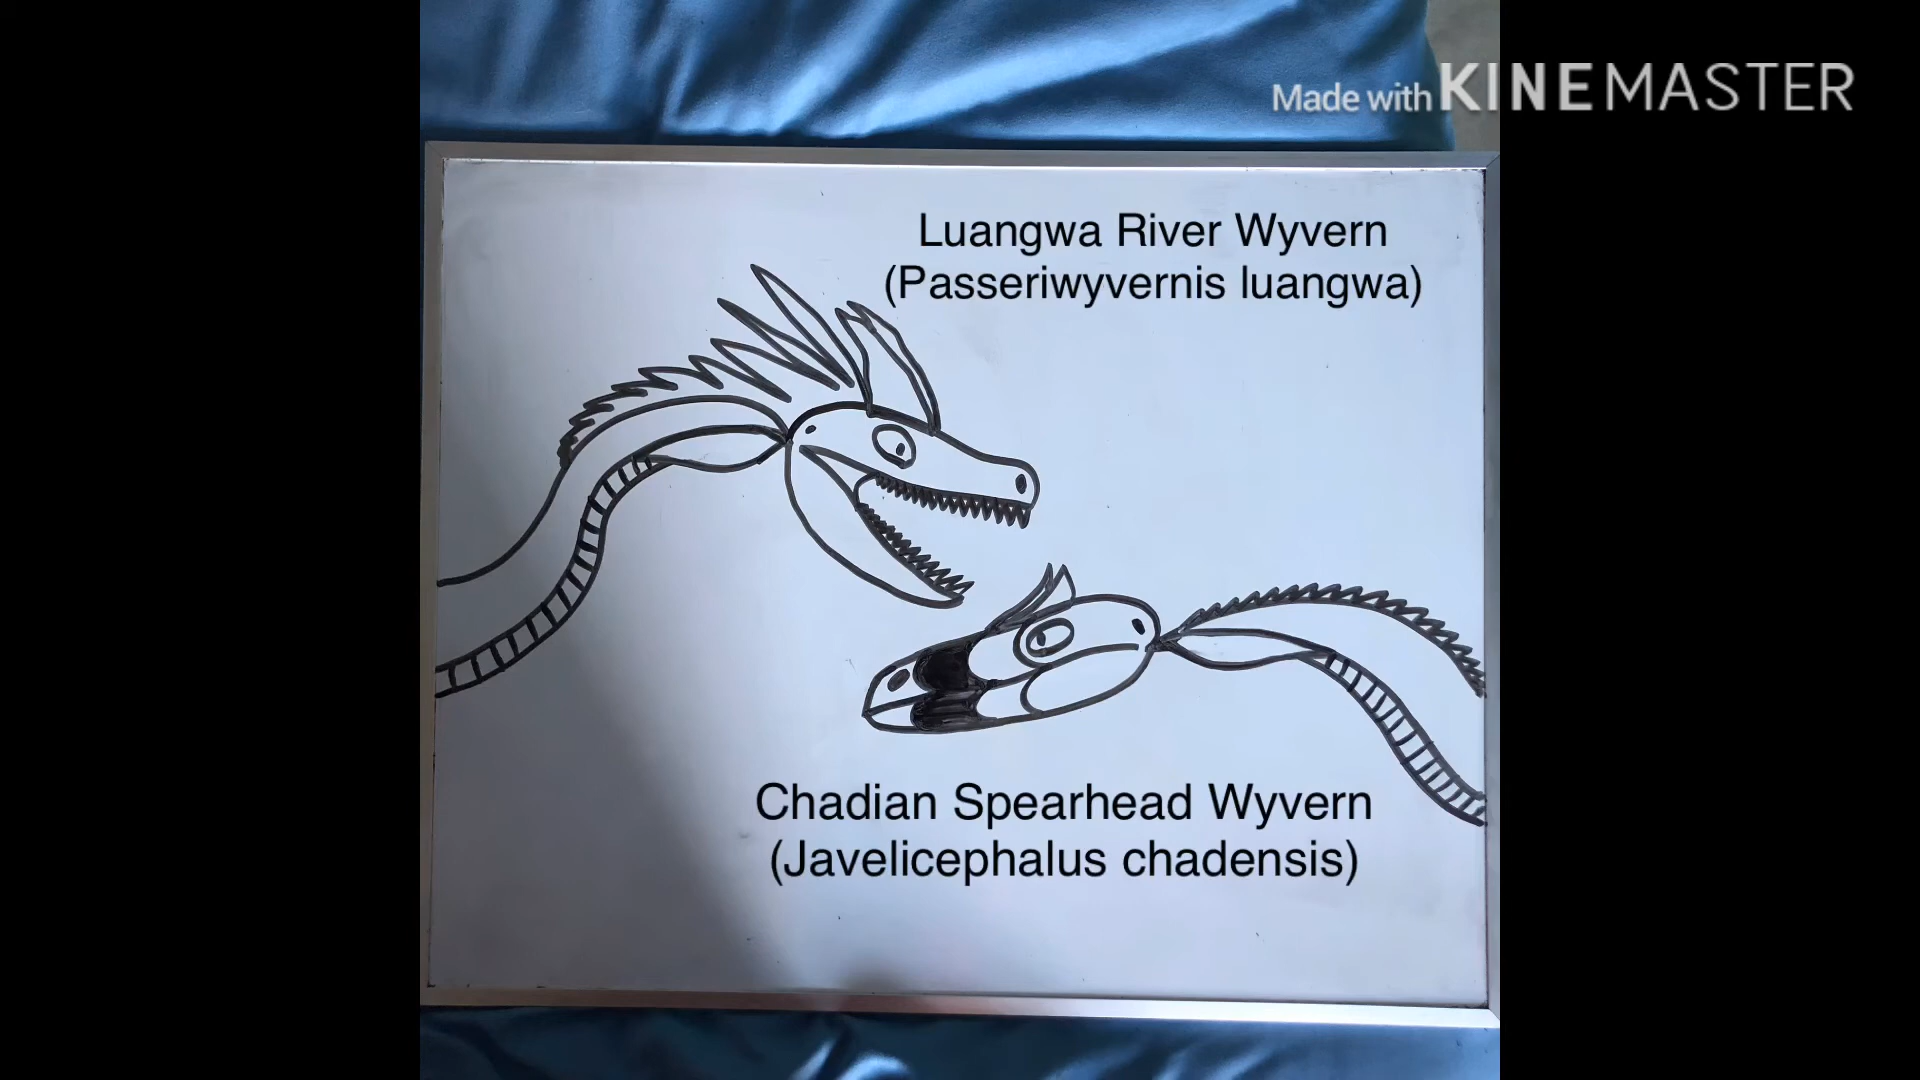 Made with KINEMASTER
Luangwa River Wyvern
(Passeriwyvernis luangwa)
Chadian Spearhead Wyvern
(Javelicephalus chadensis)